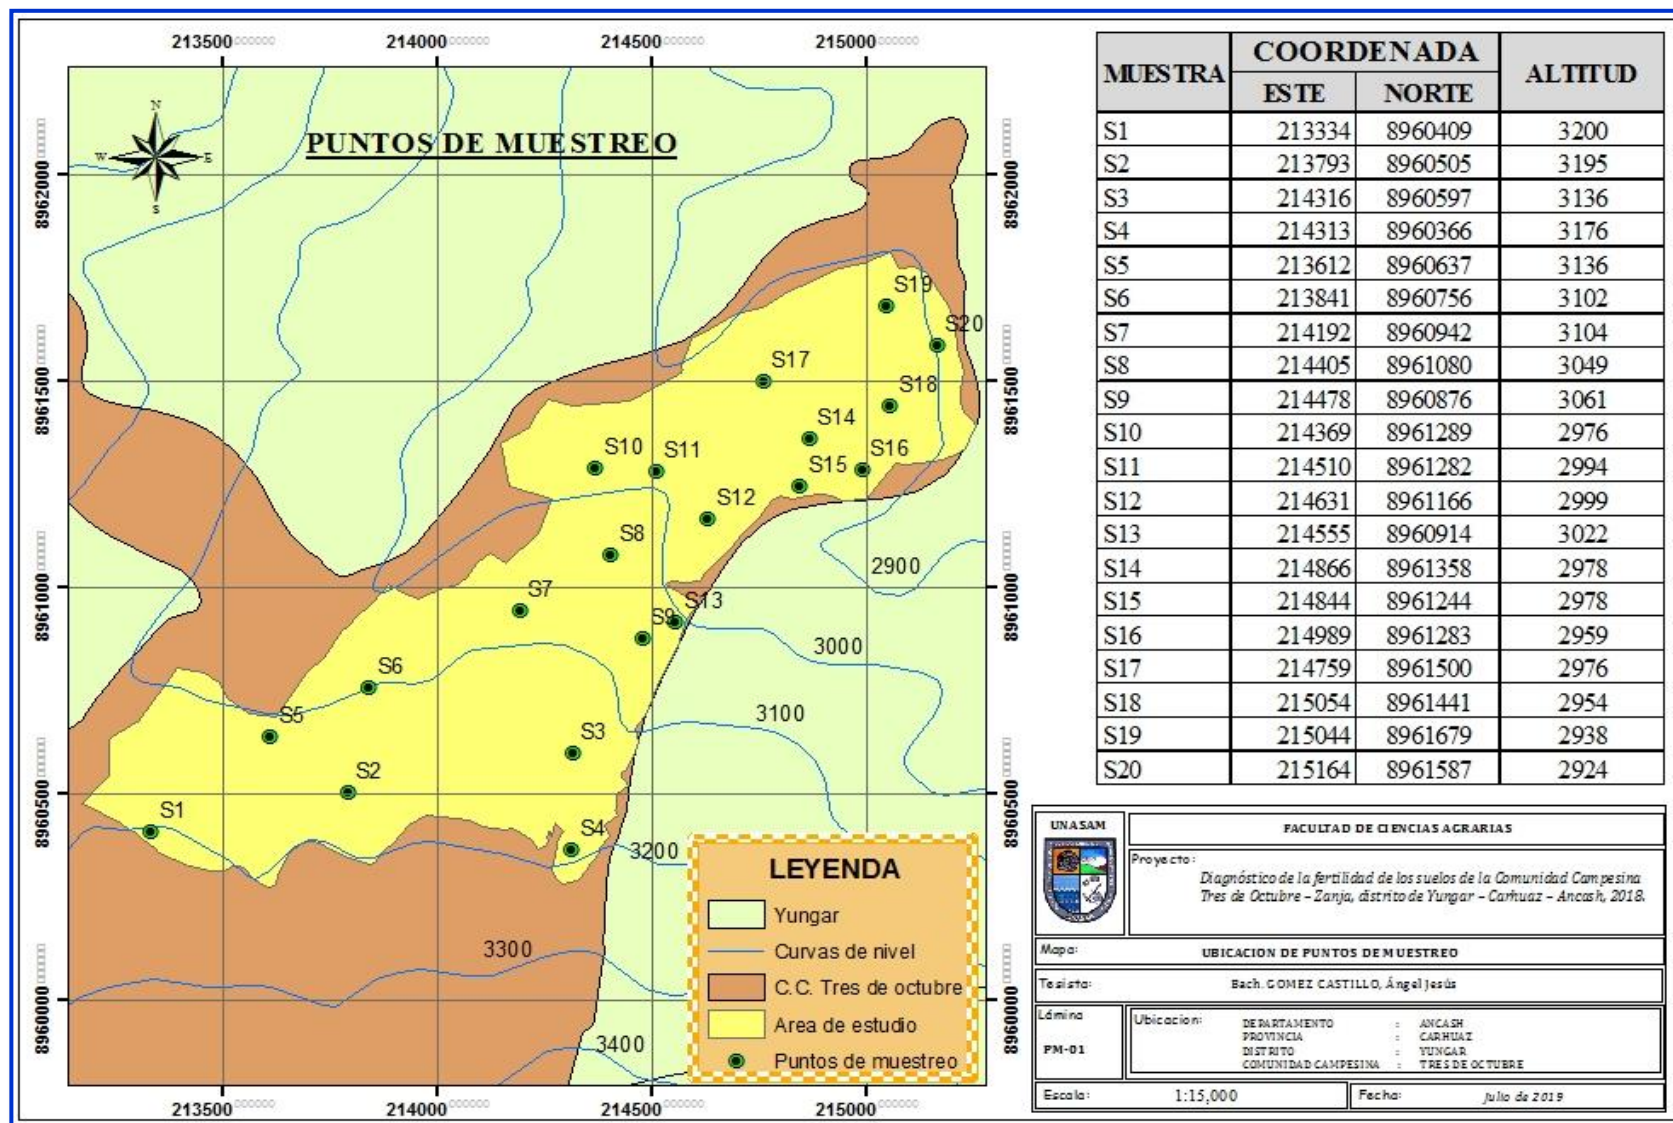 213500 214000 214500 215000
PUNTOS DE MUESTREO
N
W E
S
8962000 8962000
8961500 8961500
8961000 8961000
8960500 8960500
8960000 8960000
S19
S20
S17
S18
S14
S10 S11 S15 S16
S12
S8
2900
S7 S13
S9
3000
S6
S5 3100
S3
S2
S1
S4
3200
3300
3400
LEYENDA
Yungar
Curvas de nivel
C.C. Tres de octubre
Area de estudio
Puntos de muestreo
213500 214000 214500 215000
MUESTRA COORDENADA ALTITUD
ESTE NORTE
S1 213334 8960409 3200
S2 213793 8960505 3195
S3 214316 8960597 3136
S4 214313 8960366 3176
S5 213612 8960637 3136
S6 213841 8960756 3102
S7 214192 8960942 3104
S8 214405 8961080 3049
S9 214478 8960876 3061
S10 214369 8961289 2976
S11 214510 8961282 2994
S12 214631 8961166 2999
S13 214555 8960914 3022
S14 214866 8961358 2978
S15 214844 8961244 2978
S16 214989 8961283 2959
S17 214759 8961500 2976
S18 215054 8961441 2954
S19 215044 8961679 2938
S20 215164 8961587 2924
UNASAM
FACULTAD DE CIENCIAS AGRARIAS
Proyecto:
Diagnóstico de la fertilidad de los suelos de la Comunidad Campesina
Tres de Octubre – Zanja, distrito de Yungar – Carhuaz – Ancash, 2018.
Mapa: UBICACION DE PUNTOS DE MUESTREO
Tesista: Bach. GOMEZ CASTILLO, Ángel Jesús
Lámina
PM-01
Ubicacion:
DEPARTAMENTO : ANCASH
PROVINCIA : CARHUAZ
DISTRITO : YUNGAR
COMUNIDAD CAMPESINA : TRES DE OCTUBRE
Escala: 1:15,000 Fecha: Julio de 2019